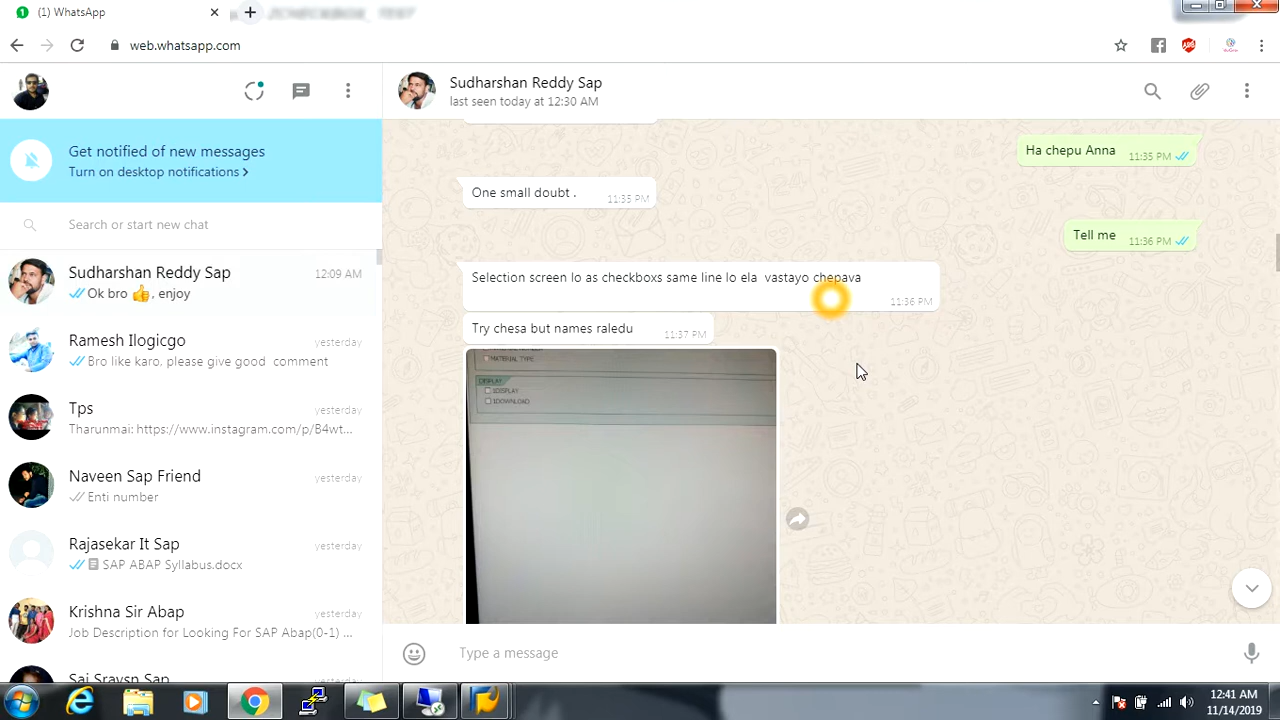 (1) WhatsApp
web.whatsapp.com
Sudharshan Reddy Sap
last seen today at 12:30 AM
Get notified of new messages
Turn on desktop notifications >
Search or start new chat
Sudharshan Reddy Sap 12:09 AM
Ok bro 👍, enjoy
Ramesh Ilogicgo yesterday
Bro like karo, please give good comment
Tps yesterday
Tharunmai: https://www.instagram.com/p/B4wt...
Naveen Sap Friend yesterday
Enti number
Rajasekar It Sap yesterday
SAP ABAP Syllabus.docx
Krishna Sir Abap yesterday
Job Description for Looking For SAP Abap(0-1) ...
Ha chepu Anna 11:35 PM
One small doubt . 11:35 PM
Tell me 11:36 PM
Selection screen lo as checkboxs same line lo ela vastayo chepava
11:36 PM
Try chesa but names raledu 11:37 PM
MATERIAL TYPE
DISPLAY
1DISPLAY
1DOWNLOAD
Type a message
12:41 AM
11/14/2019